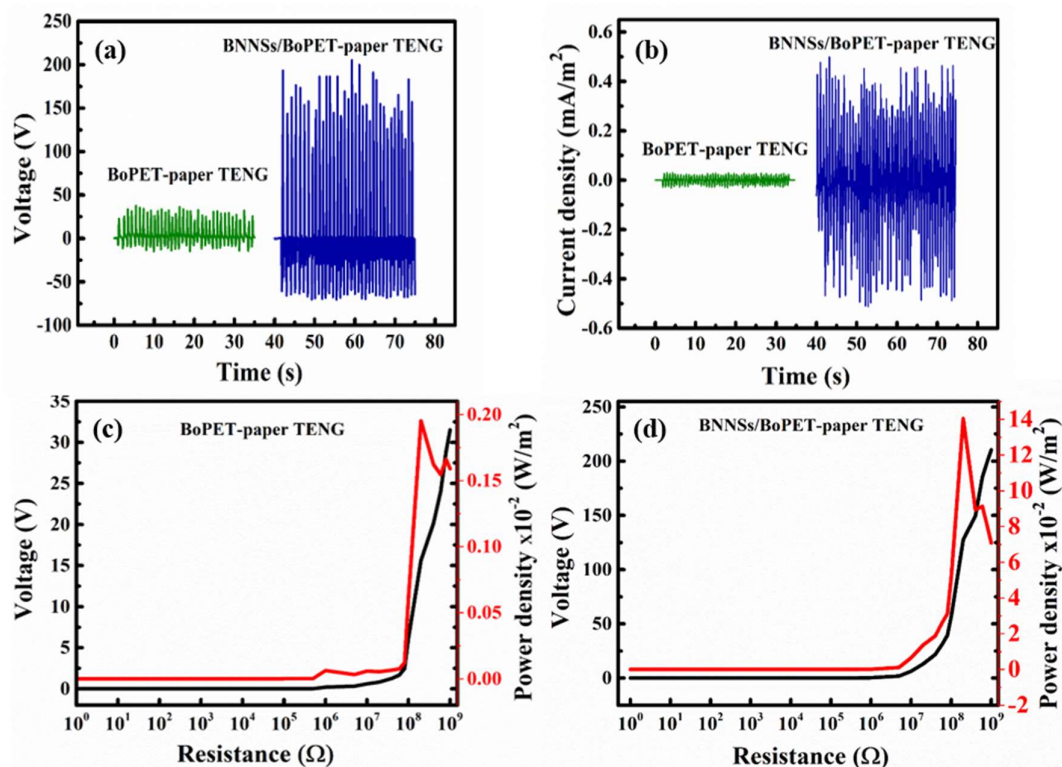 (a)
BNNSs/BoPET-paper TENG
BoPET-paper TENG
Voltage (V)
250
200
150
100
50
0
-50
-100
0 10 20 30 40 50 60 70 80
Time (s)
(b)
BNNSs/BoPET-paper TENG
BoPET-paper TENG
Current density (mA/m²)
0.6
0.4
0.2
0.0
-0.2
-0.4
-0.6
0 10 20 30 40 50 60 70 80
Time (s)
(c)
BoPET-paper TENG
Voltage (V)
35
30
25
20
15
10
5
0
0.20
0.15
0.10
0.05
0.00
Power density x10⁻² (W/m²)
10⁰ 10¹ 10² 10³ 10⁴ 10⁵ 10⁶ 10⁷ 10⁸ 10⁹
Resistance (Ω)
(d)
BNNSs/BoPET-paper TENG
Voltage (V)
250
200
150
100
50
0
14
12
10
8
6
4
2
0
-2
Power density x10⁻² (W/m²)
10⁰ 10¹ 10² 10³ 10⁴ 10⁵ 10⁶ 10⁷ 10⁸ 10⁹
Resistance (Ω)